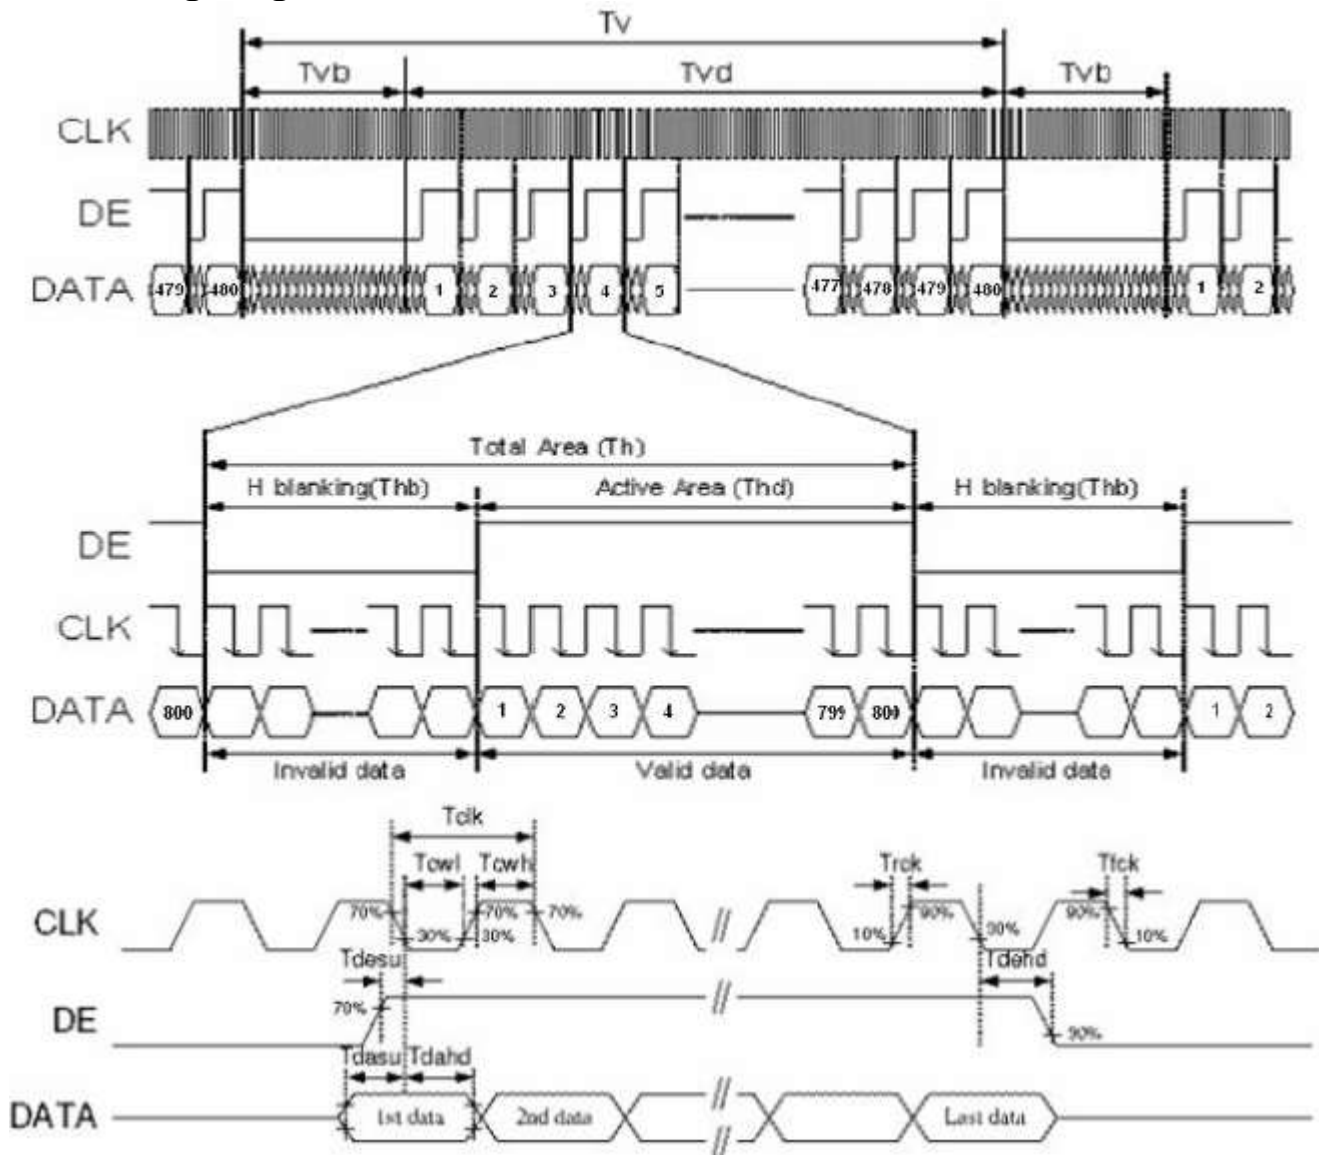 Tv
Tvb Tvd Tvb
CLK
DE
DATA 479 480 1 2 3 4 5 477 478 479 480 1 2
Total Area (Th)
H blanking(Thb) Active Area (Thd) H blanking(Thb)
DE
CLK
DATA 800 1 2 3 4 799 800 1 2
Invalid data Valid data Invalid data
Tclk
Tcwl Tcwh Trck Tfck
CLK 70% 70% 70% 90% 90%
30% 30% 10% 30% 10%
Tdesu Tdehd
DE 70% 30%
Tdasu Tdahd
DATA 1st data 2nd data Last data